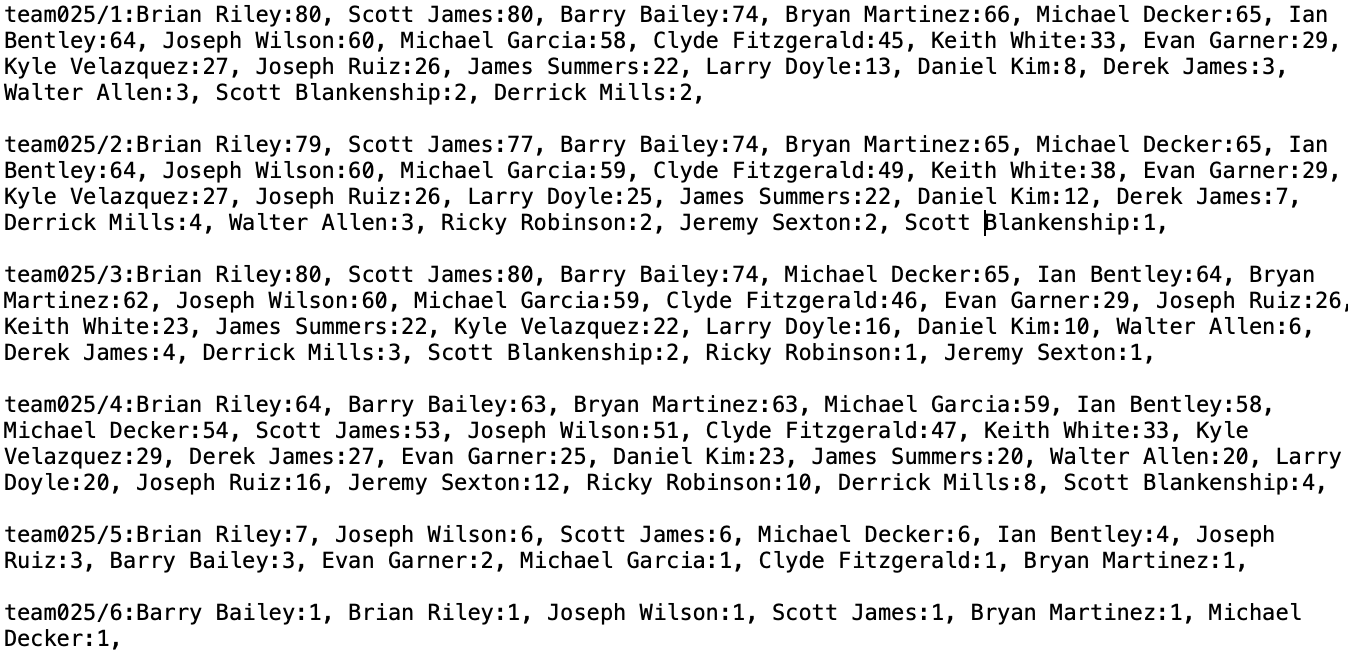 team025/1:Brian Riley:80, Scott James:80, Barry Bailey:74, Bryan Martinez:66, Michael Decker:65, Ian
Bentley:64, Joseph Wilson:60, Michael Garcia:58, Clyde Fitzgerald:45, Keith White:33, Evan Garner:29,
Kyle Velazquez:27, Joseph Ruiz:26, James Summers:22, Larry Doyle:13, Daniel Kim:8, Derek James:3,
Walter Allen:3, Scott Blankenship:2, Derrick Mills:2,
team025/2:Brian Riley:79, Scott James:77, Barry Bailey:74, Bryan Martinez:65, Michael Decker:65, Ian
Bentley:64, Joseph Wilson:60, Michael Garcia:59, Clyde Fitzgerald:49, Keith White:38, Evan Garner:29,
Kyle Velazquez:27, Joseph Ruiz:26, Larry Doyle:25, James Summers:22, Daniel Kim:12, Derek James:7,
Derrick Mills:4, Walter Allen:3, Ricky Robinson:2, Jeremy Sexton:2, Scott Blankenship:1,
team025/3:Brian Riley:80, Scott James:80, Barry Bailey:74, Michael Decker:65, Ian Bentley:64, Bryan
Martinez:62, Joseph Wilson:60, Michael Garcia:59, Clyde Fitzgerald:46, Evan Garner:29, Joseph Ruiz:26,
Keith White:23, James Summers:22, Kyle Velazquez:22, Larry Doyle:16, Daniel Kim:10, Walter Allen:6,
Derek James:4, Derrick Mills:3, Scott Blankenship:2, Ricky Robinson:1, Jeremy Sexton:1,
team025/4:Brian Riley:64, Barry Bailey:63, Bryan Martinez:63, Michael Garcia:59, Ian Bentley:58,
Michael Decker:54, Scott James:53, Joseph Wilson:51, Clyde Fitzgerald:47, Keith White:33, Kyle
Velazquez:29, Derek James:27, Evan Garner:25, Daniel Kim:23, James Summers:20, Walter Allen:20, Larry
Doyle:20, Joseph Ruiz:16, Jeremy Sexton:12, Ricky Robinson:10, Derrick Mills:8, Scott Blankenship:4,
team025/5:Brian Riley:7, Joseph Wilson:6, Scott James:6, Michael Decker:6, Ian Bentley:4, Joseph
Ruiz:3, Barry Bailey:3, Evan Garner:2, Michael Garcia:1, Clyde Fitzgerald:1, Bryan Martinez:1,
team025/6:Barry Bailey:1, Brian Riley:1, Joseph Wilson:1, Scott James:1, Bryan Martinez:1, Michael
Decker:1,